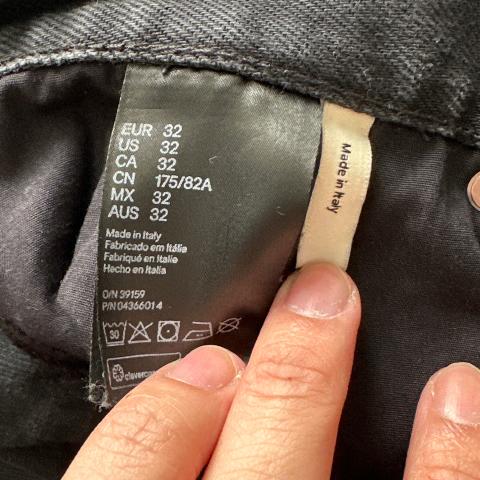 EUR 32
US 32
CA 32
CN 175/82A
MX 32
AUS 32
Made in Italy
Fabricado em Itália
Fabriqué en Italie
Hecho en Italia
O/N 39159
P/N 04366014
30
Made in Italy